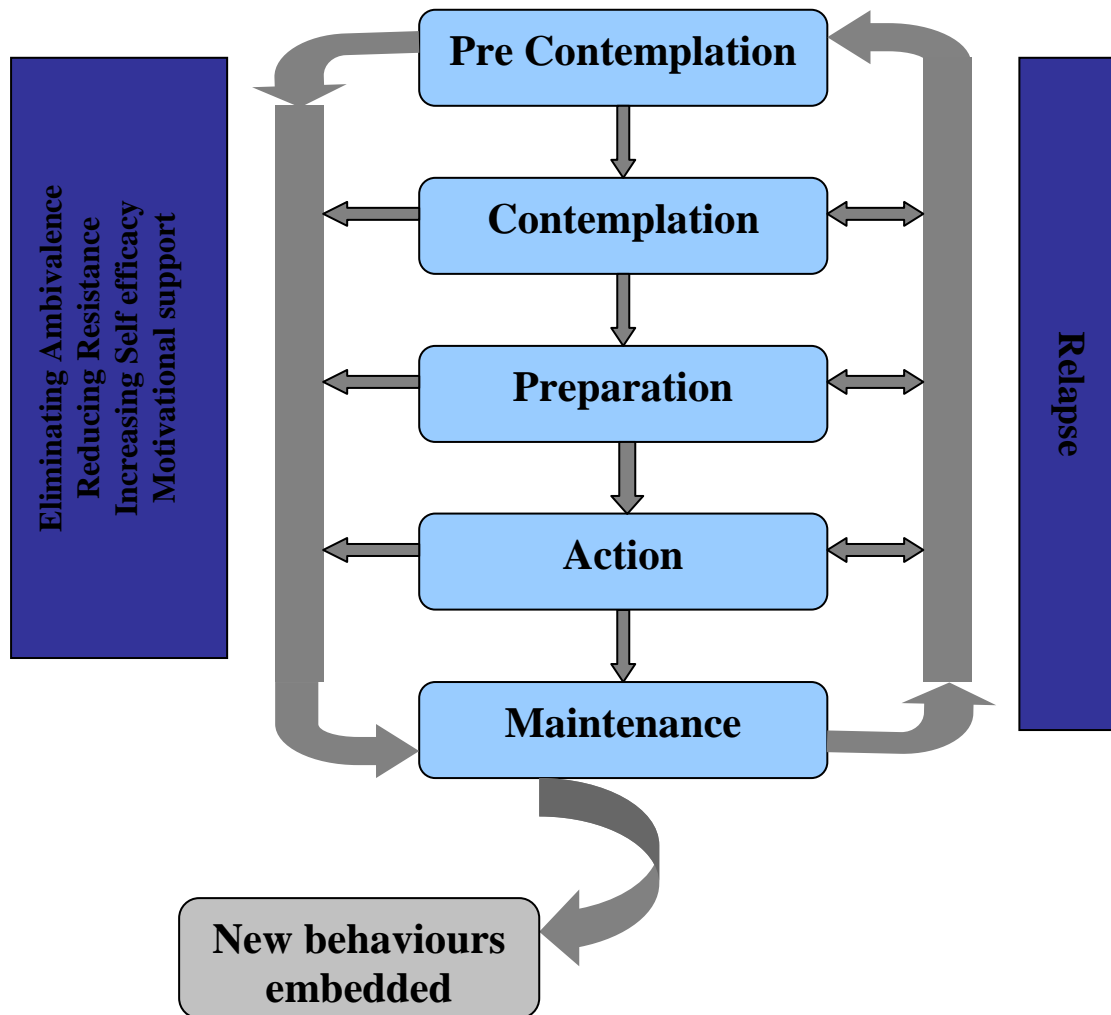 Pre Contemplation
Contemplation
Preparation
Action
Maintenance
New behaviours
embedded
Eliminating Ambivalence
Reducing Resistance
Increasing Self efficacy
Motivational support
Relapse